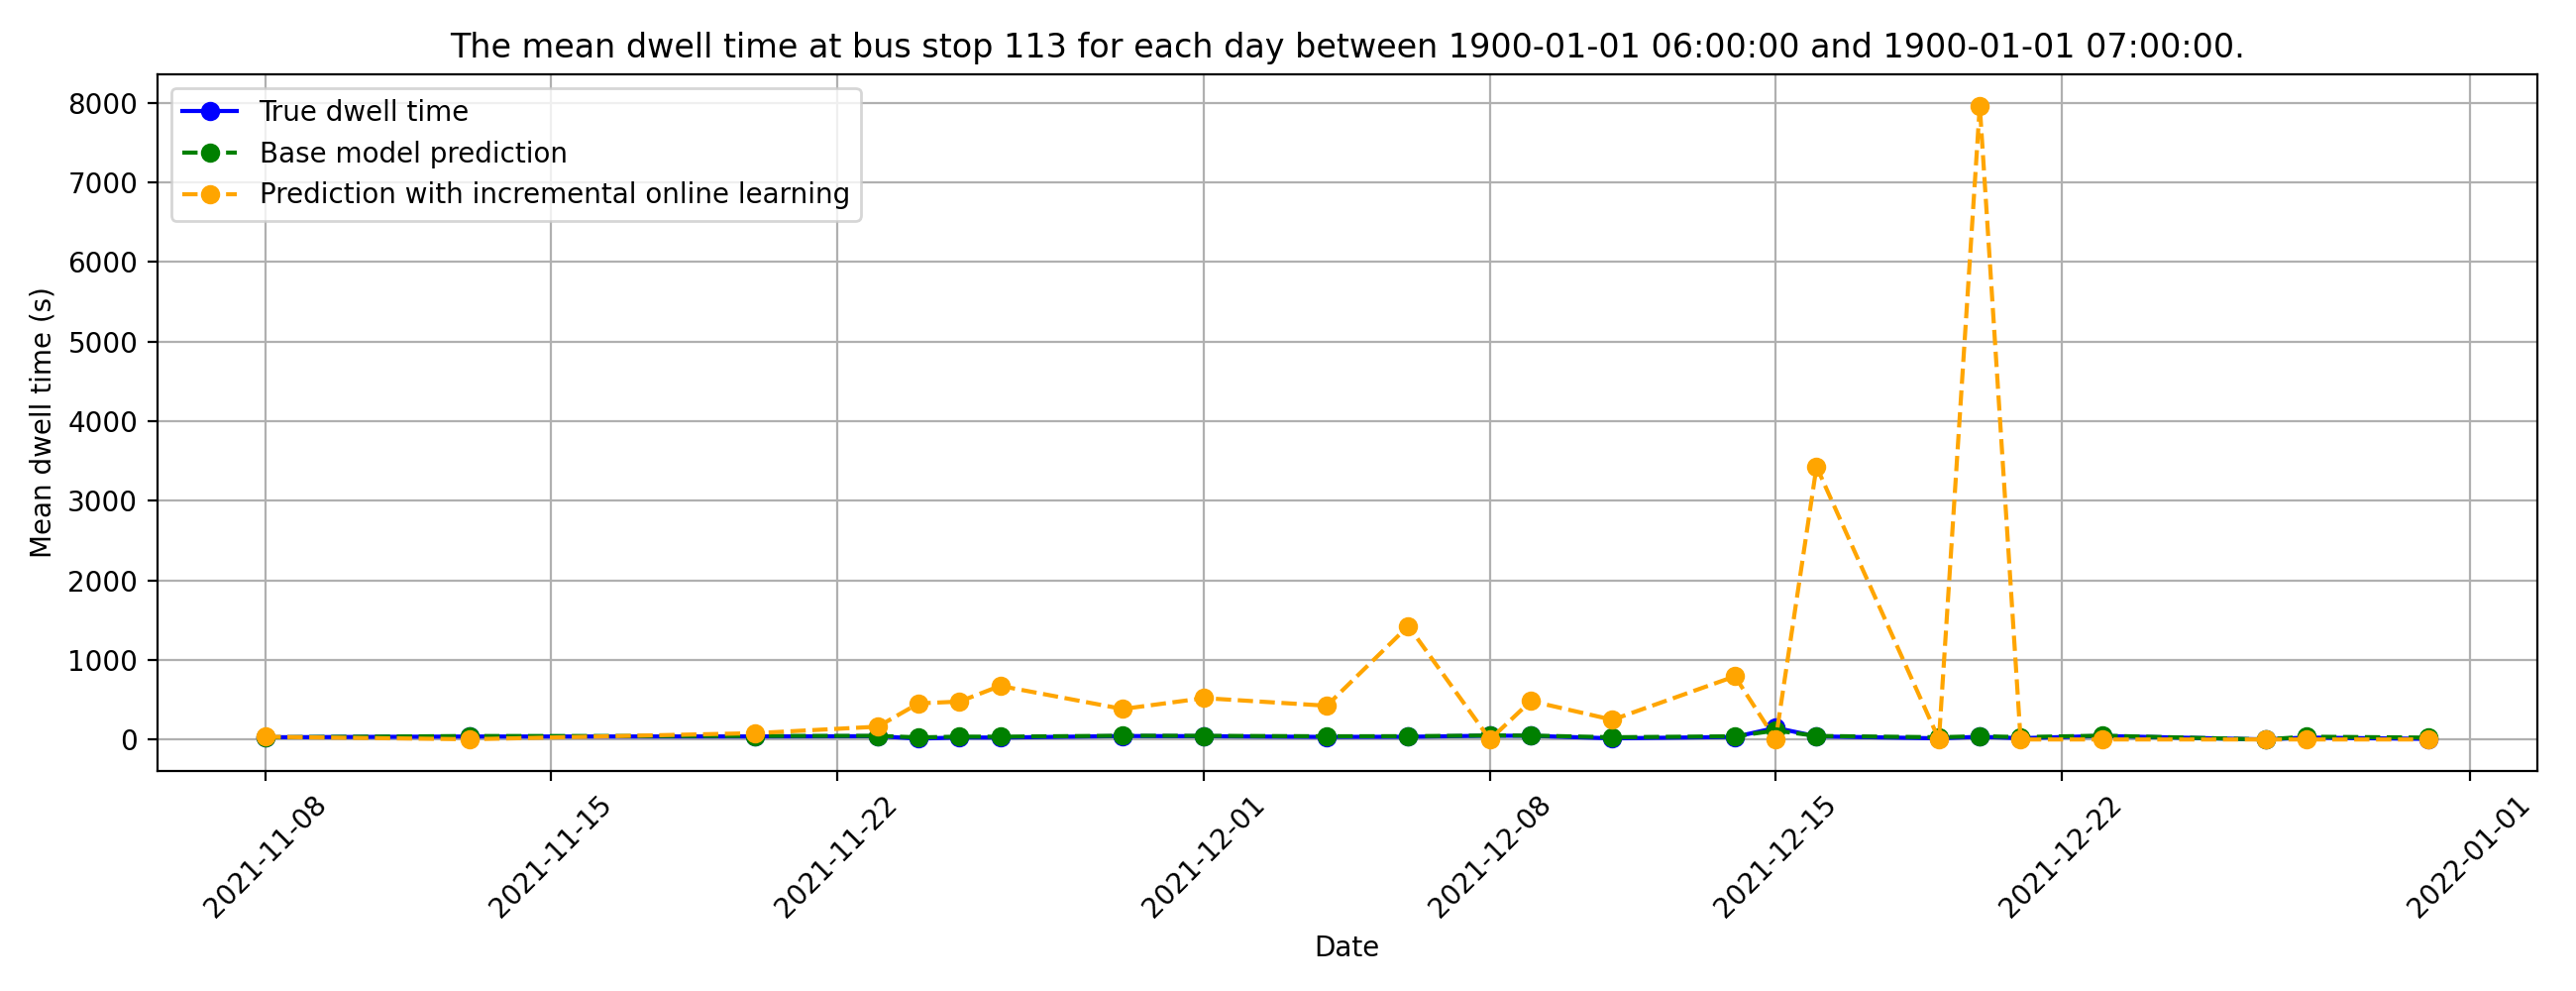 The mean dwell time at bus stop 113 for each day between 1900-01-01 06:00:00 and 1900-01-01 07:00:00.
True dwell time
Base model prediction
Prediction with incremental online learning
Mean dwell time (s)
8000
7000
6000
5000
4000
3000
2000
1000
0
2021-11-08
2021-11-15
2021-11-22
2021-12-01
2021-12-08
2021-12-15
2021-12-22
2022-01-01
Date